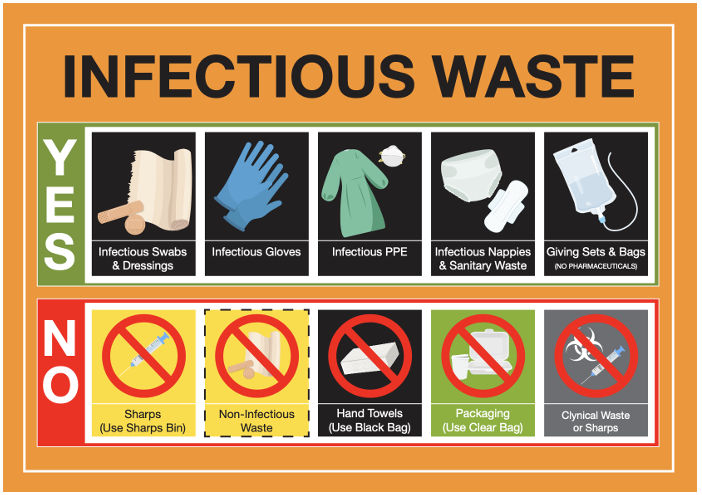 INFECTIOUS WASTE
YES
Infectious Swabs
& Dressings
Infectious Gloves
Infectious PPE
Infectious Nappies
& Sanitary Waste
Giving Sets & Bags
(NO PHARMACEUTICALS)
NO
Sharps
(Use Sharps Bin)
Non-Infectious
Waste
Hand Towels
(Use Black Bag)
Packaging
(Use Clear Bag)
Clynical Waste
or Sharps